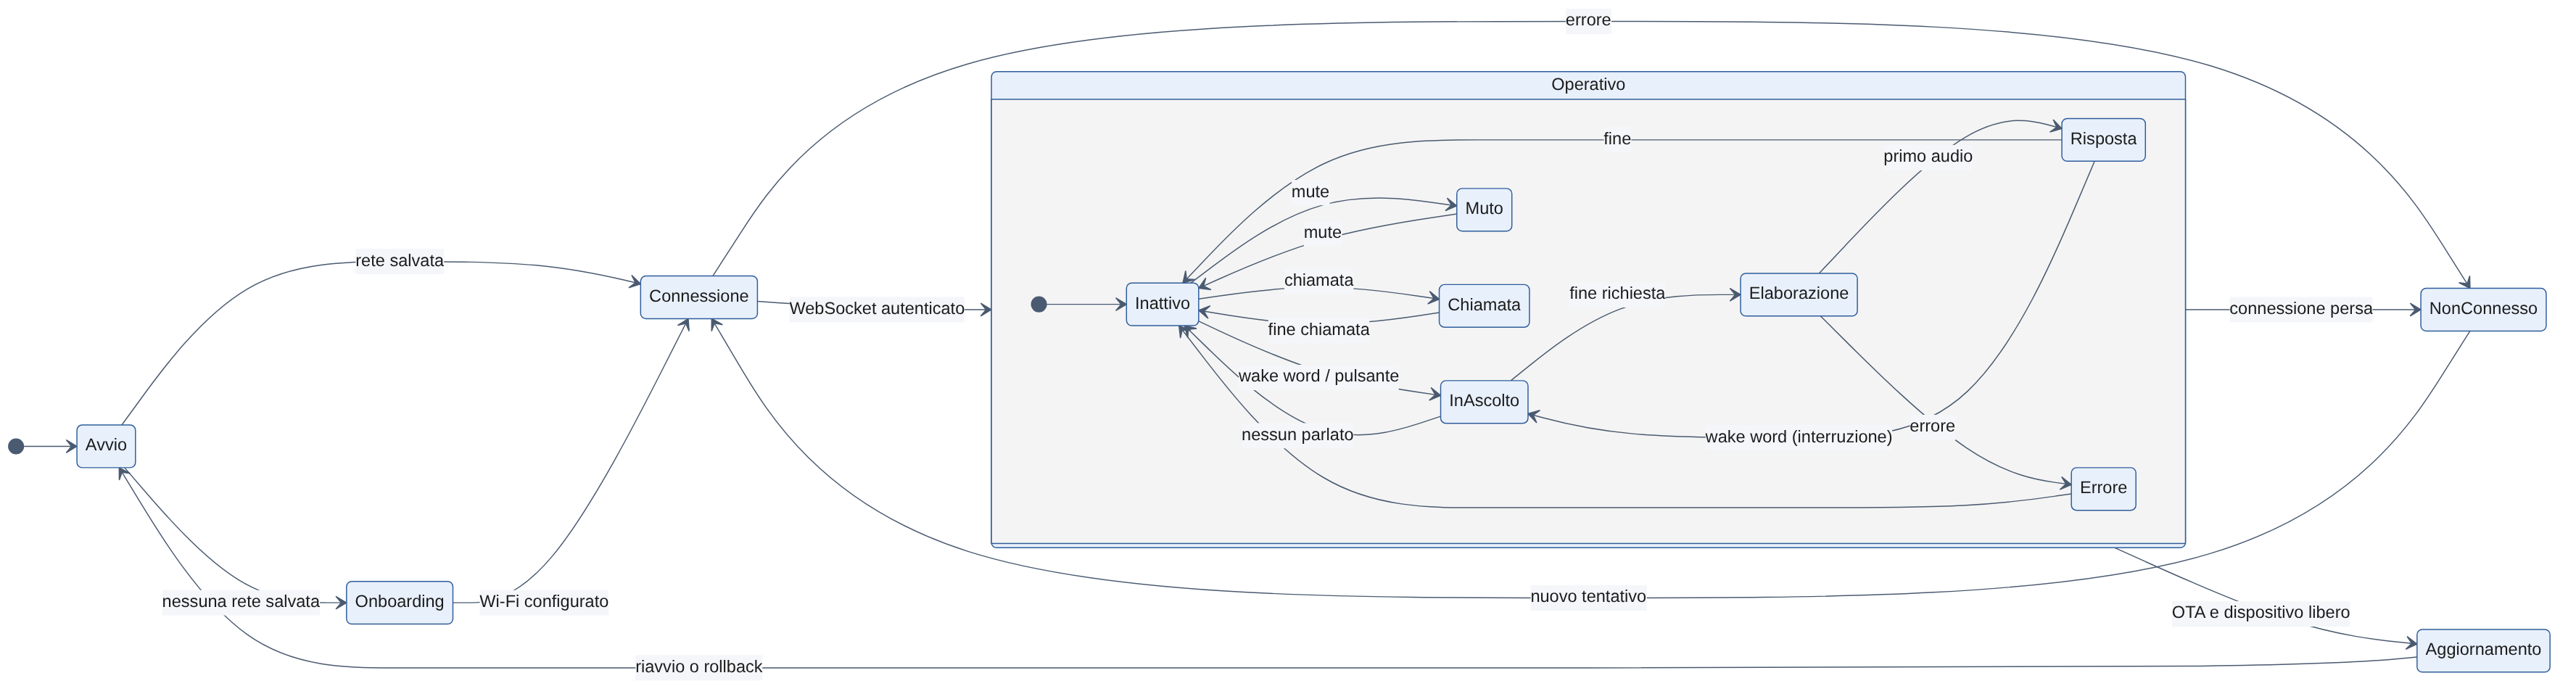 errore
Operativo
fine
Risposta
primo audio
mute
Muto
mute
rete salvata
Connessione
WebSocket autenticato
Inattivo
chiamata
Chiamata
fine chiamata
fine richiesta
Elaborazione
connessione persa
NonConnesso
wake word / pulsante
InAscolto
nessun parlato
wake word (interruzione)
errore
Avvio
Errore
nessuna rete salvata
Onboarding
Wi-Fi configurato
nuovo tentativo
OTA e dispositivo libero
riavvio o rollback
Aggiornamento